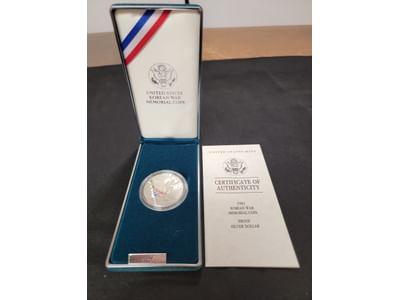 UNITED STATES
KOREAN WAR
MEMORIAL COIN
UNITED STATES MINT
CERTIFICATE OF
AUTHENTICITY
1991
KOREAN WAR
MEMORIAL COIN
PROOF
SILVER DOLLAR